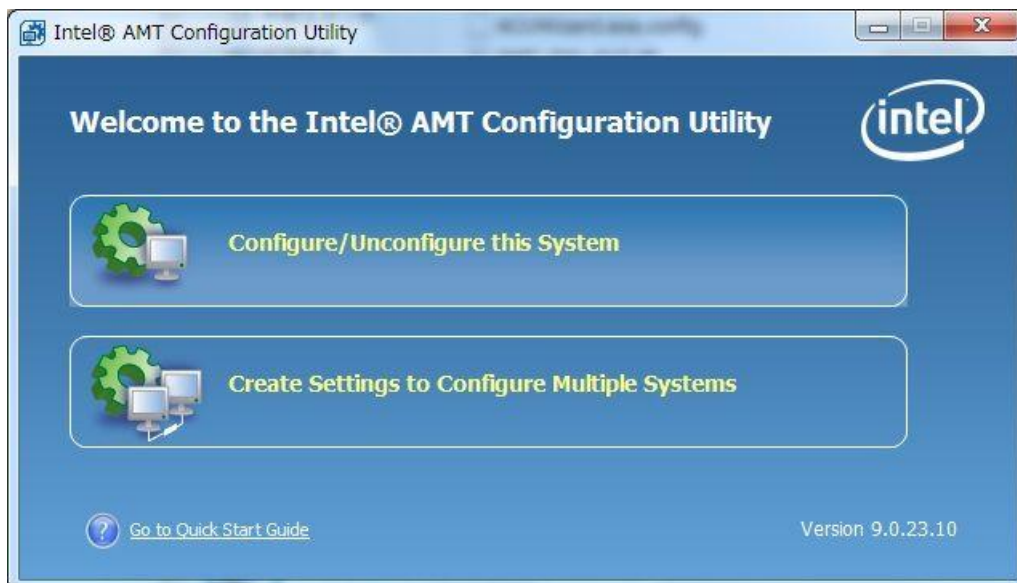 Intel® AMT Configuration Utility
Welcome to the Intel® AMT Configuration Utility
intel
Configure/Unconfigure this System
Create Settings to Configure Multiple Systems
? Go to Quick Start Guide
Version 9.0.23.10